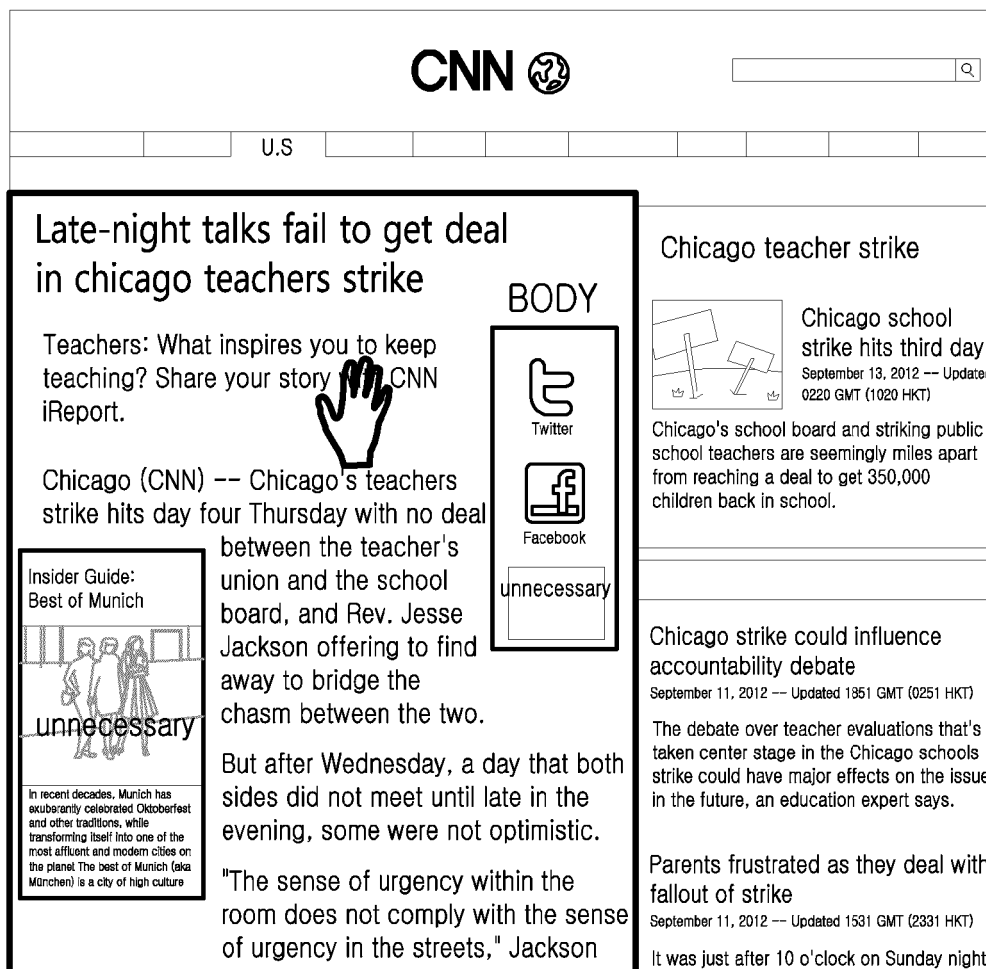 CNN
U.S
Late-night talks fail to get deal
in chicago teachers strike
BODY
Teachers: What inspires you to keep
teaching? Share your story with CNN
iReport.
Chicago (CNN) -- Chicago's teachers
strike hits day four Thursday with no deal
between the teacher's
union and the school
board, and Rev. Jesse
Jackson offering to find
away to bridge the
chasm between the two.
But after Wednesday, a day that both
sides did not meet until late in the
evening, some were not optimistic.
"The sense of urgency within the
room does not comply with the sense
of urgency in the streets," Jackson
Twitter
Facebook
unnecessary
Insider Guide:
Best of Munich
unnecessary
In recent decades, Munich has
exuberantly celebrated Oktoberfest
and other traditions, while
transforming itself into one of the
most affluent and modern cities on
the planet The best of Munich (aka
München) is a city of high culture
Chicago teacher strike
Chicago school
strike hits third day
September 13, 2012 -- Updated
0220 GMT (1020 HKT)
Chicago's school board and striking public
school teachers are seemingly miles apart
from reaching a deal to get 350,000
children back in school.
Chicago strike could influence
accountability debate
September 11, 2012 -- Updated 1851 GMT (0251 HKT)
The debate over teacher evaluations that's
taken center stage in the Chicago schools
strike could have major effects on the issue
in the future, an education expert says.
Parents frustrated as they deal with
fallout of strike
September 11, 2012 -- Updated 1531 GMT (2331 HKT)
It was just after 10 o'clock on Sunday night